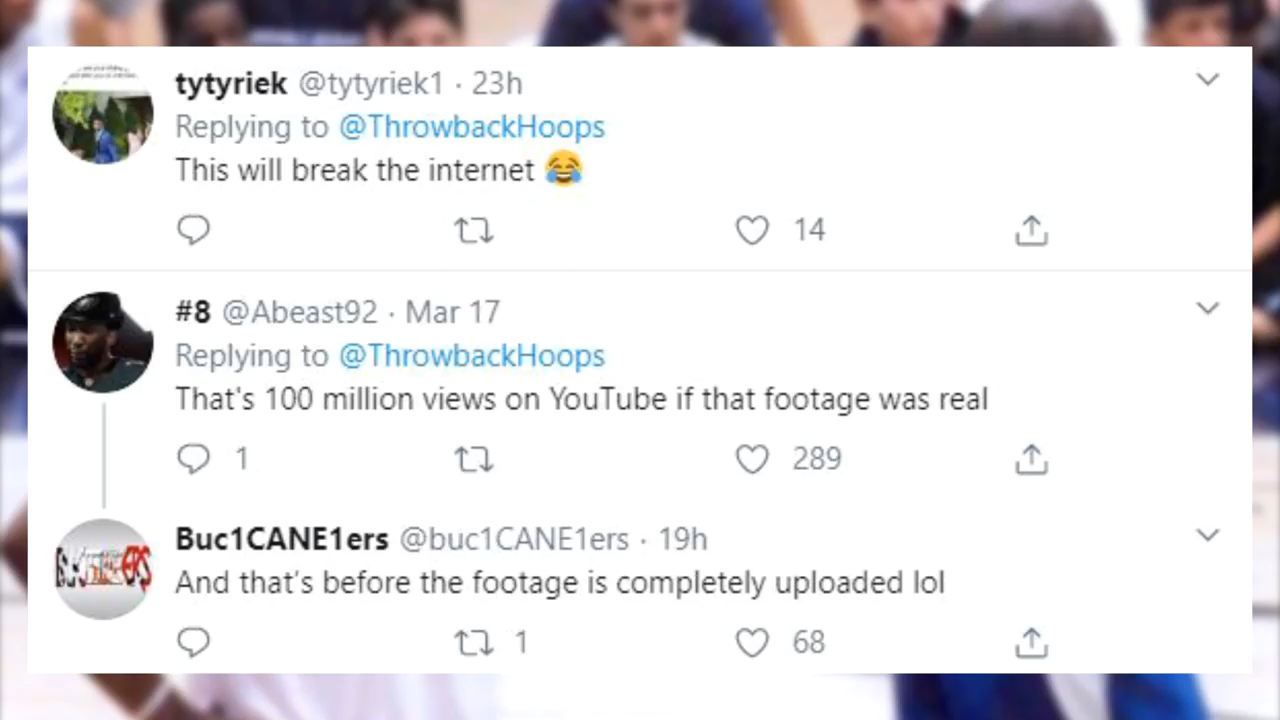 tytyriek @tytyriek1 · 23h
Replying to @ThrowbackHoops
This will break the internet 😂
14
#8 @Abeast92 · Mar 17
Replying to @ThrowbackHoops
That's 100 million views on YouTube if that footage was real
1 289
Buc1CANE1ers @buc1CANE1ers · 19h
And that's before the footage is completely uploaded lol
1 68